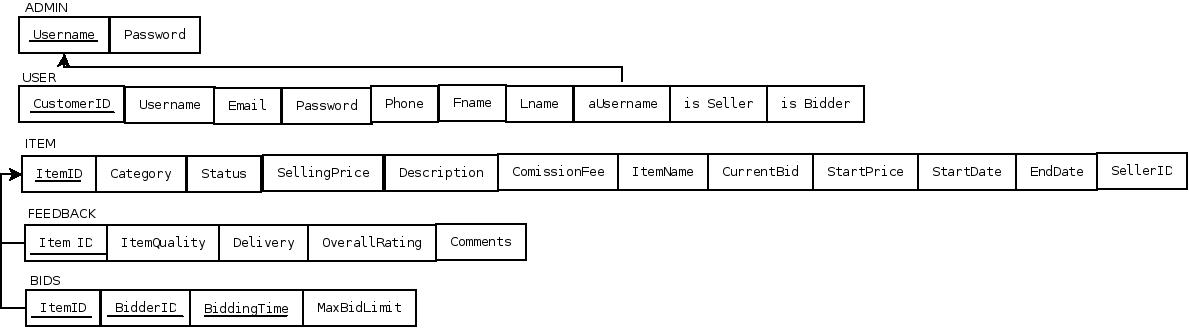 ADMIN
Username Password
USER
CustomerID Username Email Password Phone Fname Lname aUsername is Seller is Bidder
ITEM
ItemID Category Status SellingPrice Description ComissionFee ItemName CurrentBid StartPrice StartDate EndDate SellerID
FEEDBACK
Item ID ItemQuality Delivery OverallRating Comments
BIDS
ItemID BidderID BiddingTime MaxBidLimit